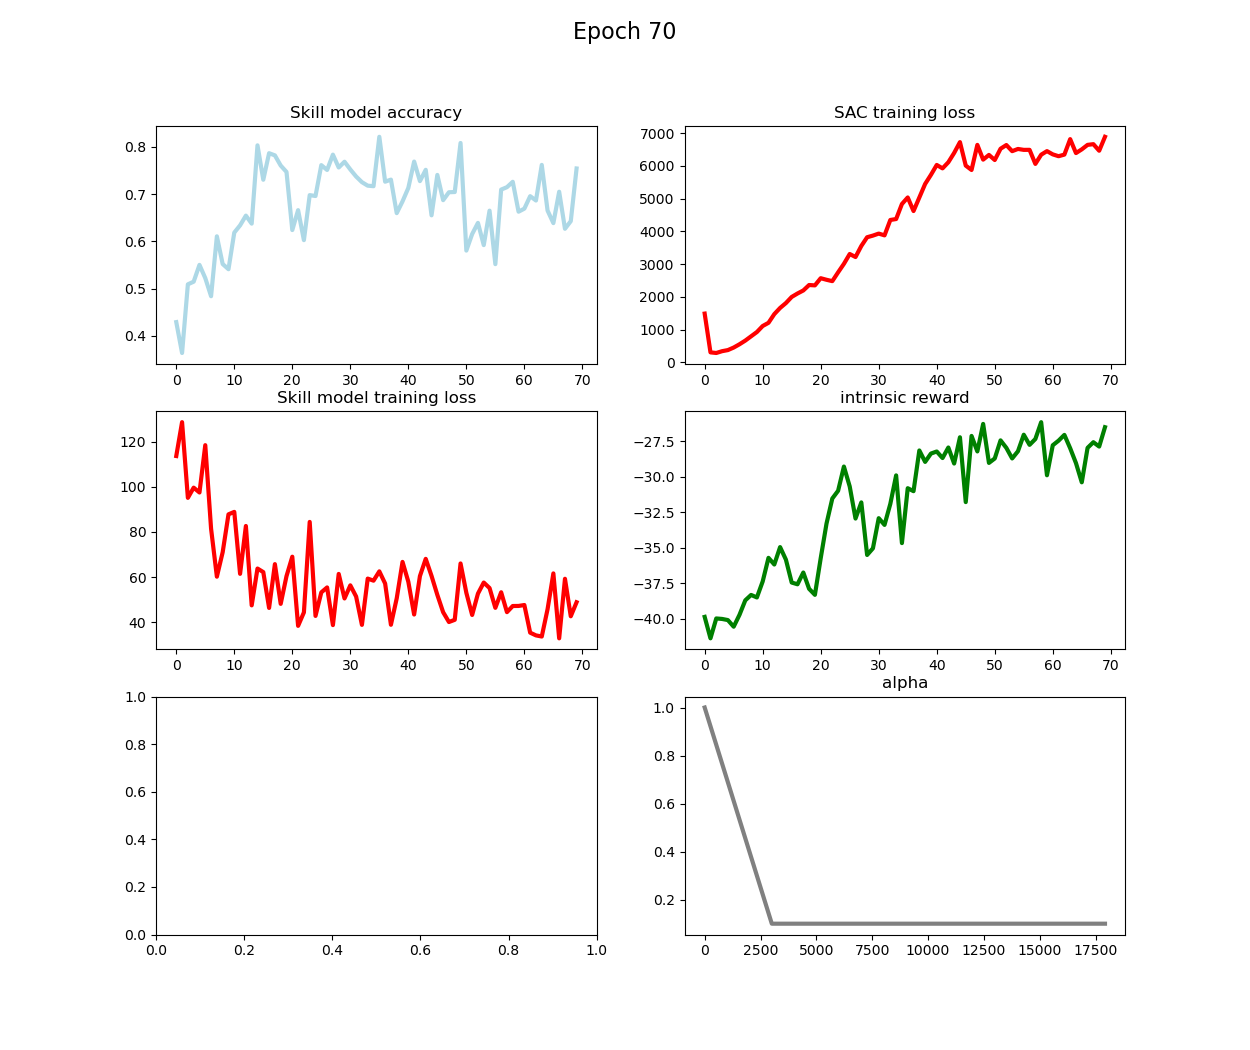 Epoch 70
Skill model accuracy
0.8
0.7
0.6
0.5
0.4
0 10 20 30 40 50 60 70
SAC training loss
7000
6000
5000
4000
3000
2000
1000
0
0 10 20 30 40 50 60 70
Skill model training loss
120
100
80
60
40
0 10 20 30 40 50 60 70
intrinsic reward
−27.5
−30.0
−32.5
−35.0
−37.5
−40.0
0 10 20 30 40 50 60 70
1.0
0.8
0.6
0.4
0.2
0.0
0.0 0.2 0.4 0.6 0.8 1.0
alpha
1.0
0.8
0.6
0.4
0.2
0 2500 5000 7500 10000 12500 15000 17500